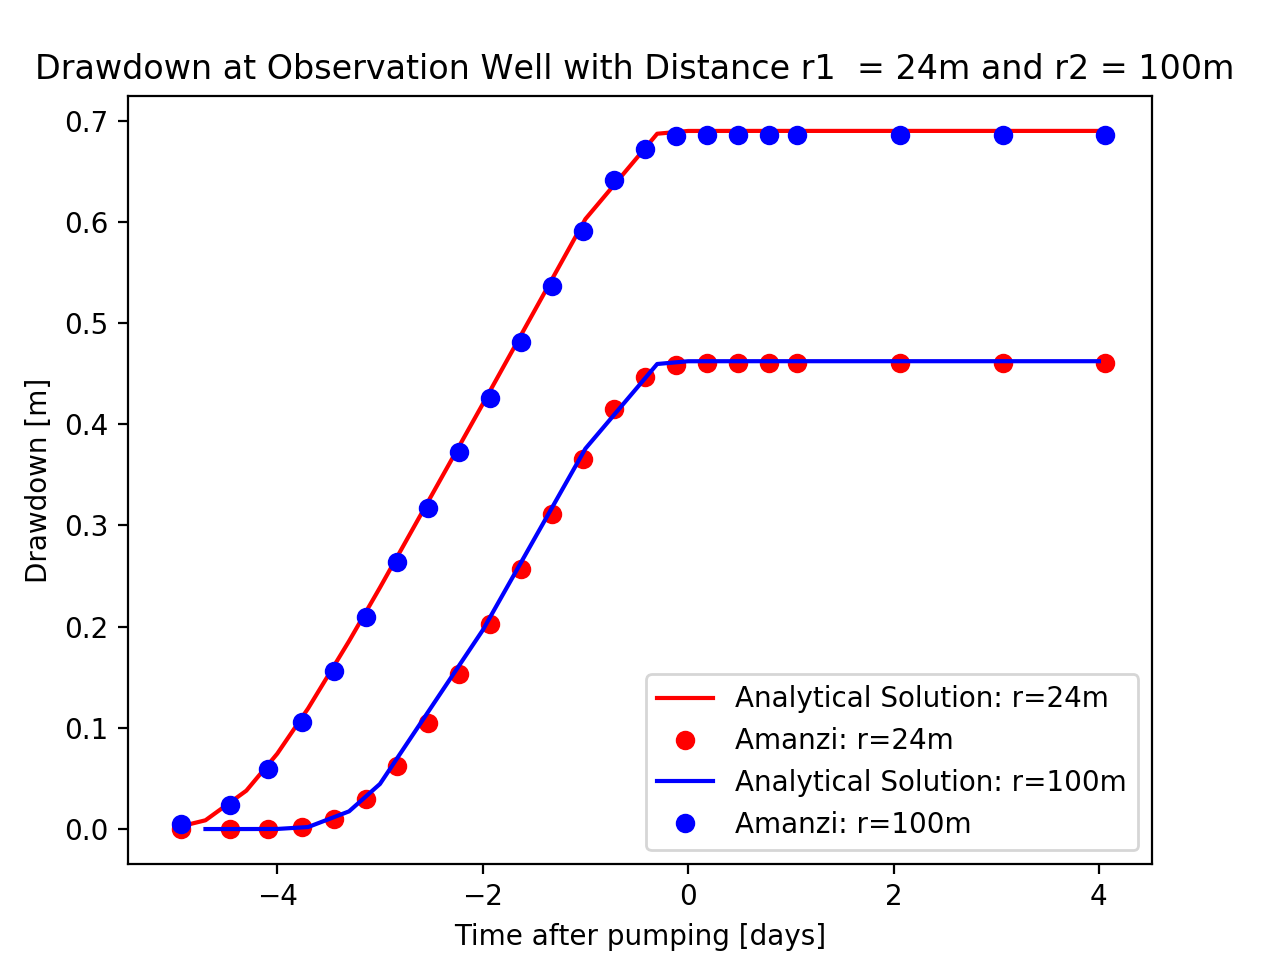 Drawdown at Observation Well with Distance r1  = 24m and r2 = 100m
0.7
0.6
0.5
0.4
0.3
0.2
0.1
0.0
Drawdown [m]
Analytical Solution: r=24m
Amanzi: r=24m
Analytical Solution: r=100m
Amanzi: r=100m
−4 −2 0 2 4
Time after pumping [days]